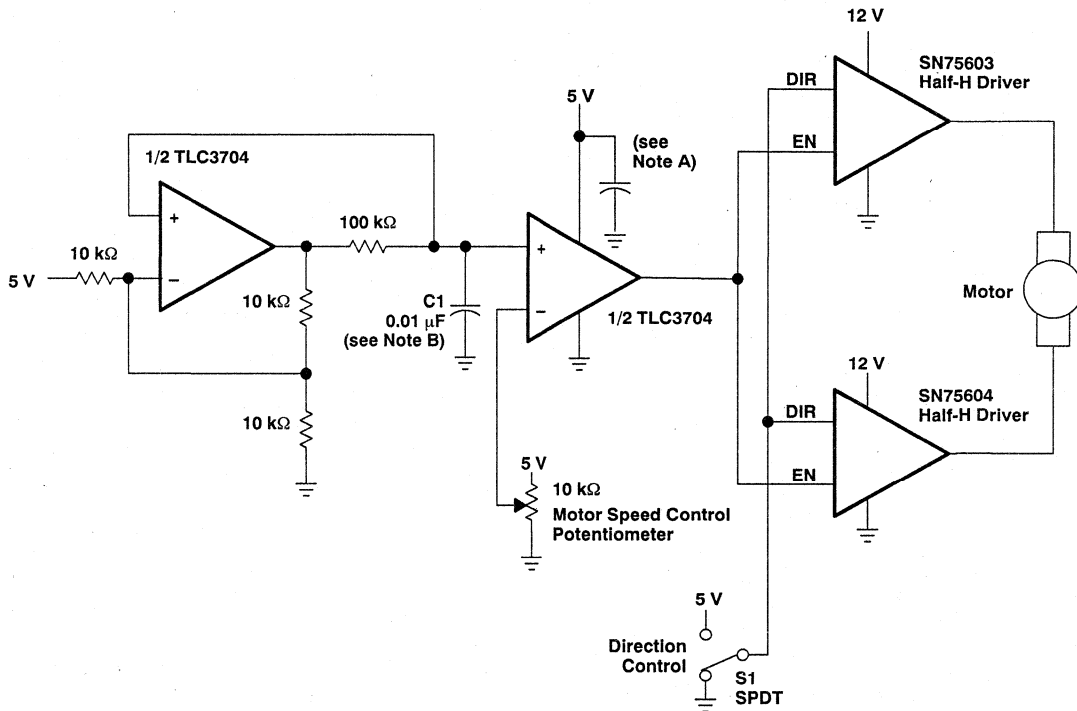 12 V
SN75603
Half-H Driver
DIR
5 V
(see
Note A)
EN
1/2 TLC3704
+
100 kΩ
10 kΩ
+
5 V
−
10 kΩ
C1
0.01 μF
(see Note B)
−
1/2 TLC3704
Motor
12 V
SN75604
Half-H Driver
DIR
10 kΩ
EN
5 V
10 kΩ
Motor Speed Control
Potentiometer
5 V
Direction
Control
S1
SPDT